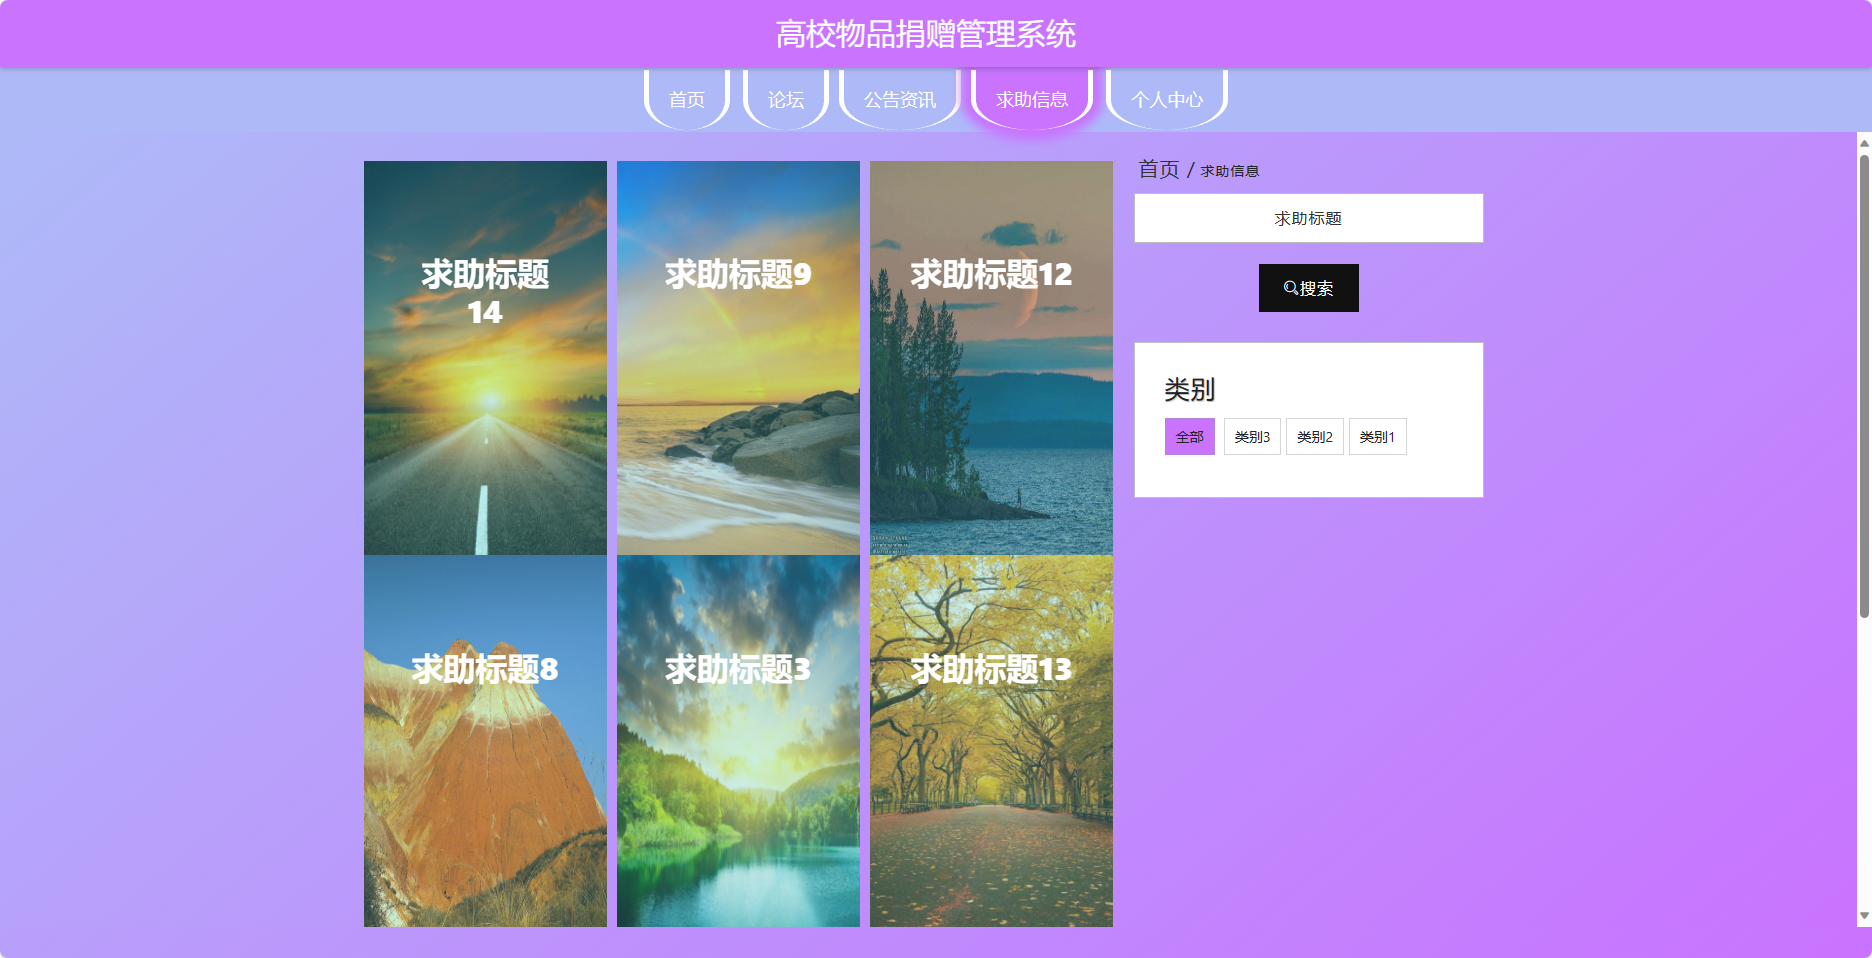 高校物品捐赠管理系统
首页
论坛
公告资讯
求助信息
个人中心
首页 / 求助信息
求助标题
搜索
类别
全部
类别3
类别2
类别1
求助标题
14
求助标题9
求助标题12
求助标题8
求助标题3
求助标题13